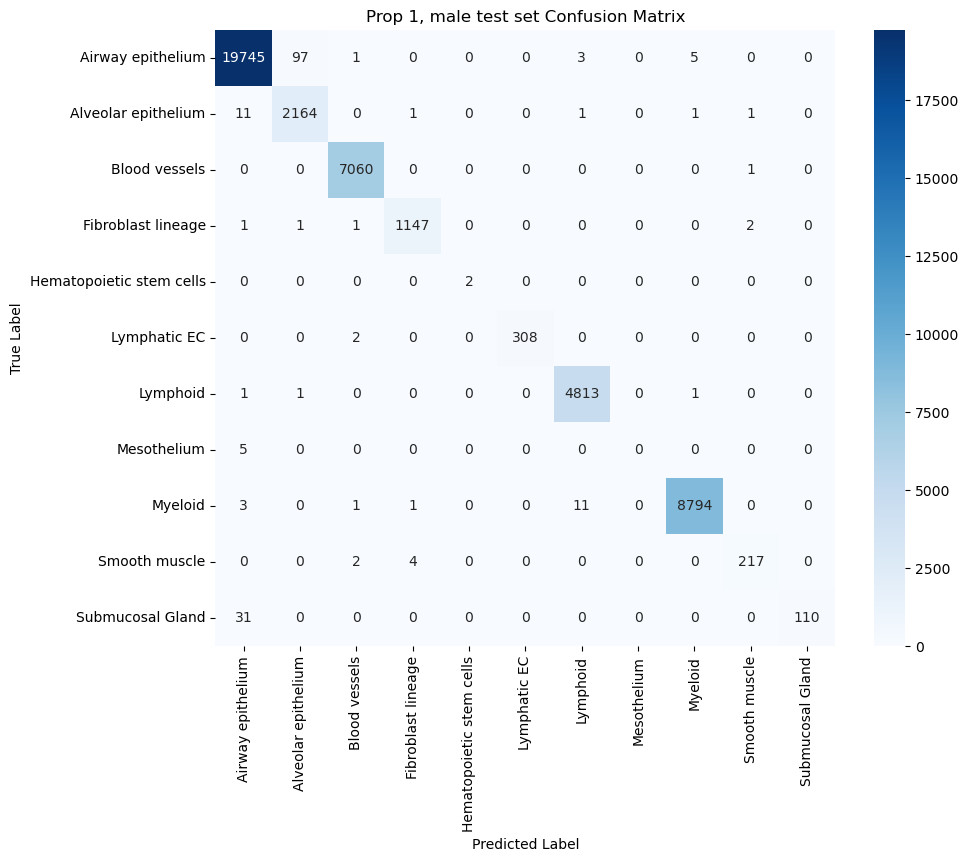 Prop 1, male test set Confusion Matrix
True Label
Airway epithelium 19745 97 1 0 0 0 3 0 5 0 0
Alveolar epithelium 11 2164 0 1 0 0 1 0 1 1 0
Blood vessels 0 0 7060 0 0 0 0 0 0 1 0
Fibroblast lineage 1 1 1 1147 0 0 0 0 0 2 0
Hematopoietic stem cells 0 0 0 0 2 0 0 0 0 0 0
Lymphatic EC 0 0 2 0 0 308 0 0 0 0 0
Lymphoid 1 1 0 0 0 0 4813 0 1 0 0
Mesothelium 5 0 0 0 0 0 0 0 0 0 0
Myeloid 3 0 1 1 0 0 11 0 8794 0 0
Smooth muscle 0 0 2 4 0 0 0 0 0 217 0
Submucosal Gland 31 0 0 0 0 0 0 0 0 0 110
Airway epithelium
Alveolar epithelium
Blood vessels
Fibroblast lineage
Hematopoietic stem cells
Lymphatic EC
Lymphoid
Mesothelium
Myeloid
Smooth muscle
Submucosal Gland
Predicted Label
17500
15000
12500
10000
7500
5000
2500
0